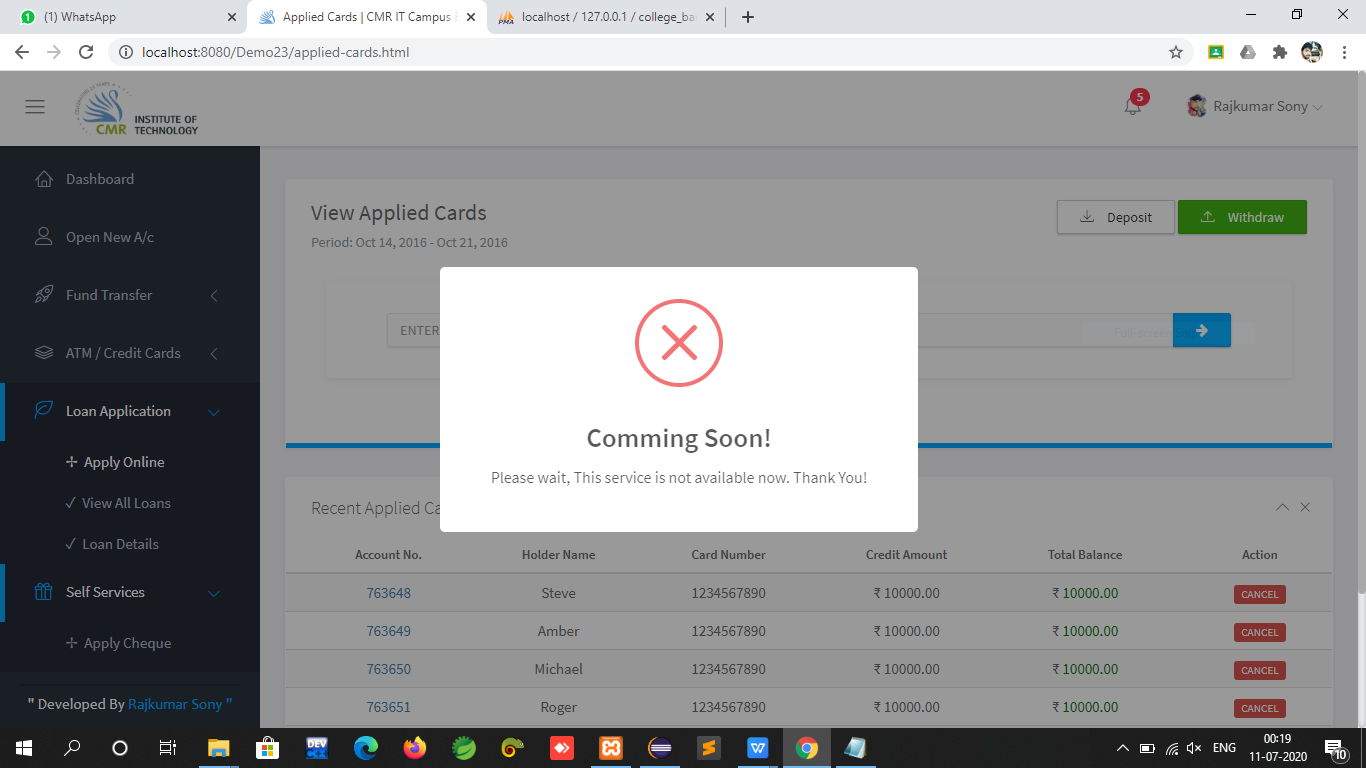 (1) WhatsApp
Applied Cards | CMR IT Campus
localhost / 127.0.0.1 / college_ba
localhost:8080/Demo23/applied-cards.html
INSTITUTE OF
CMR TECHNOLOGY
5
Rajkumar Sony
Dashboard
Open New A/c
Fund Transfer
ATM / Credit Cards
Loan Application
Apply Online
View All Loans
Loan Details
Self Services
Apply Cheque
" Developed By Rajkumar Sony "
View Applied Cards
Period: Oct 14, 2016 - Oct 21, 2016
Deposit
Withdraw
ENTER
Comming Soon!
Please wait, This service is not available now. Thank You!
Recent Applied Ca
Account No. Holder Name Card Number Credit Amount Total Balance Action
763648 Steve 1234567890 ₹ 10000.00 ₹ 10000.00 CANCEL
763649 Amber 1234567890 ₹ 10000.00 ₹ 10000.00 CANCEL
763650 Michael 1234567890 ₹ 10000.00 ₹ 10000.00 CANCEL
763651 Roger 1234567890 ₹ 10000.00 ₹ 10000.00 CANCEL
DEV
ENG
00:19
11-07-2020
10